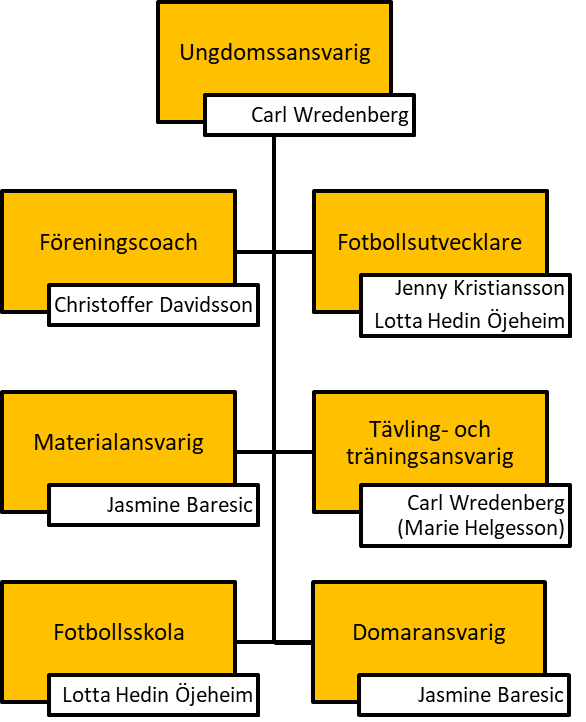 Ungdomssansvarig
Carl Wredenberg
Föreningscoach
Christoffer Davidsson
Fotbollsutvecklare
Jenny Kristiansson
Lotta Hedin Öjeheim
Materialansvarig
Jasmine Baresic
Tävling- och
träningsansvarig
Carl Wredenberg
(Marie Helgesson)
Fotbollsskola
Lotta Hedin Öjeheim
Domaransvarig
Jasmine Baresic